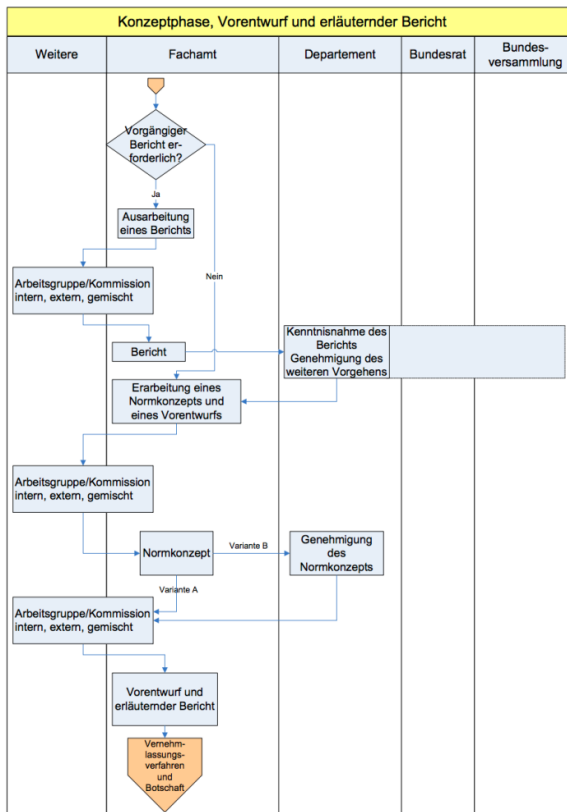 Konzeptphase, Vorentwurf und erläuternder Bericht
Weitere
Fachamt
Departement
Bundesrat
Bundes-
versammlung
Vorgängiger
Bericht er-
forderlich?
Ja
Ausarbeitung
eines Berichts
Nein
Arbeitsgruppe/Kommission
intern, extern, gemischt
Bericht
Kenntnisnahme des
Berichts
Genehmigung des
weiteren Vorgehens
Erarbeitung eines
Normkonzepts und
eines Vorentwurfs
Arbeitsgruppe/Kommission
intern, extern, gemischt
Normkonzept
Variante B
Genehmigung
des
Normkonzepts
Variante A
Arbeitsgruppe/Kommission
intern, extern, gemischt
Vorentwurf und
erläuternder Bericht
Vernehm-
lassungs-
verfahren
und
Botschaft